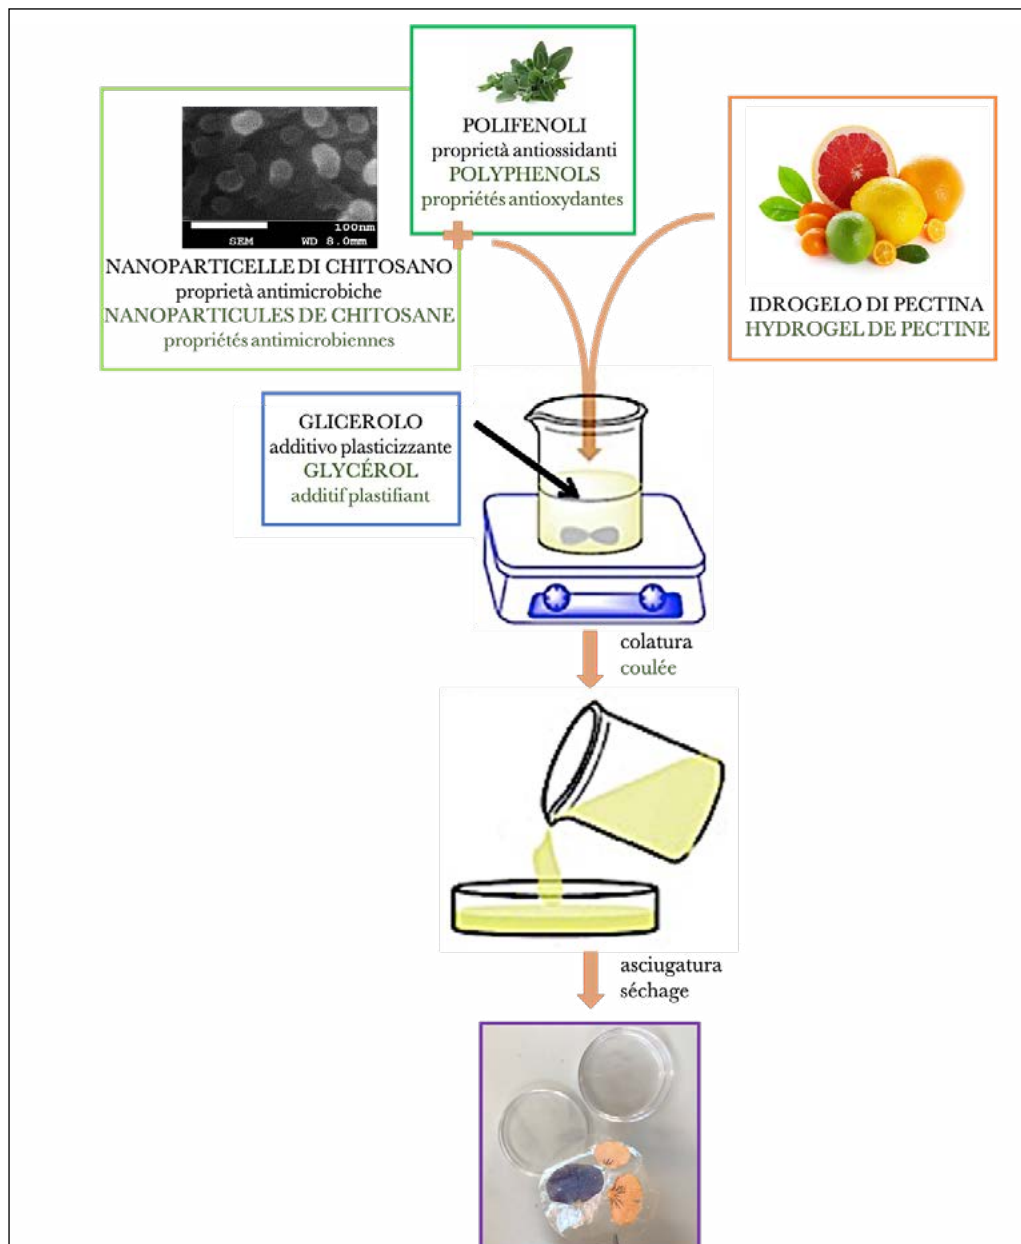 POLIFENOLI
proprietà antiossidanti
POLYPHENOLS
propriétés antioxydantes
100nm
SEM WD 8.0mm
NANOPARTICELLE DI CHITOSANO
proprietà antimicrobiche
NANOPARTICULES DE CHITOSANE
propriétés antimicrobiennes
IDROGELO DI PECTINA
HYDROGEL DE PECTINE
GLICEROLO
additivo plasticizzante
GLYCÉROL
additif plastifiant
colatura
coulée
asciugatura
séchage